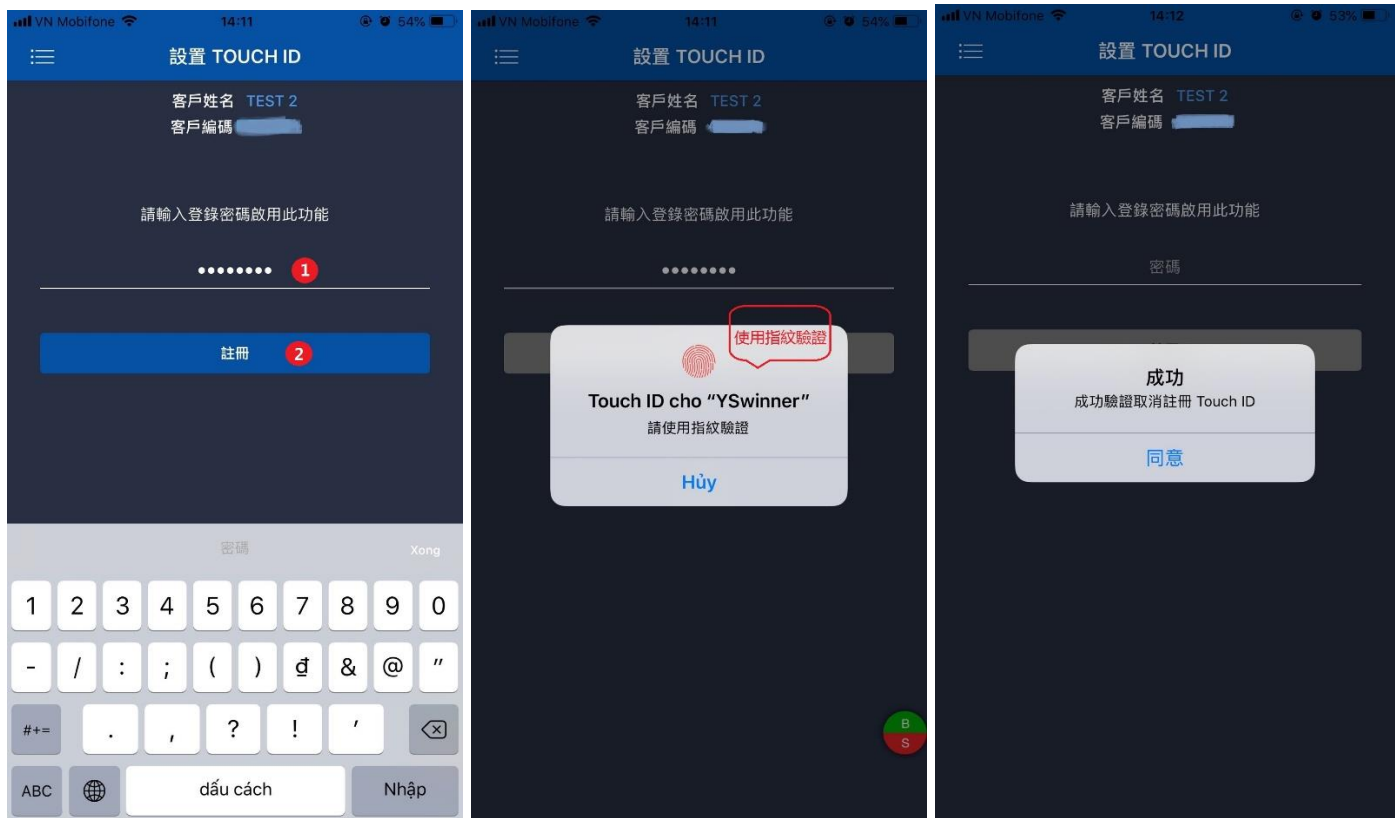 VN Mobifone 14:11 54%
設置 TOUCH ID
客戶姓名 TEST 2
客戶編碼
請輸入登錄密碼啟用此功能
•••••••• 1
註冊 2
密碼 Xong
1 2 3 4 5 6 7 8 9 0
- / : ; ( ) ₫ & @ "
#+= . , ? ! '
ABC dấu cách Nhập
VN Mobifone 14:11 54%
設置 TOUCH ID
客戶姓名 TEST 2
客戶編碼
請輸入登錄密碼啟用此功能
••••••••
使用指紋驗證
Touch ID cho “YSwinner”
請使用指紋驗證
Hủy
B
S
VN Mobifone 14:12 53%
設置 TOUCH ID
客戶姓名 TEST 2
客戶編碼
請輸入登錄密碼啟用此功能
密碼
成功
成功驗證取消註冊 Touch ID
同意